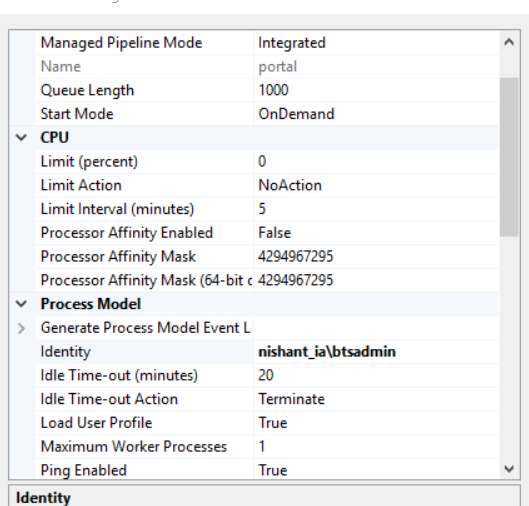 Managed Pipeline Mode Integrated
Name portal
Queue Length 1000
Start Mode OnDemand
CPU
Limit (percent) 0
Limit Action NoAction
Limit Interval (minutes) 5
Processor Affinity Enabled False
Processor Affinity Mask 4294967295
Processor Affinity Mask (64-bit c 4294967295
Process Model
Generate Process Model Event L
Identity nishant_ia\btsadmin
Idle Time-out (minutes) 20
Idle Time-out Action Terminate
Load User Profile True
Maximum Worker Processes 1
Ping Enabled True
Identity